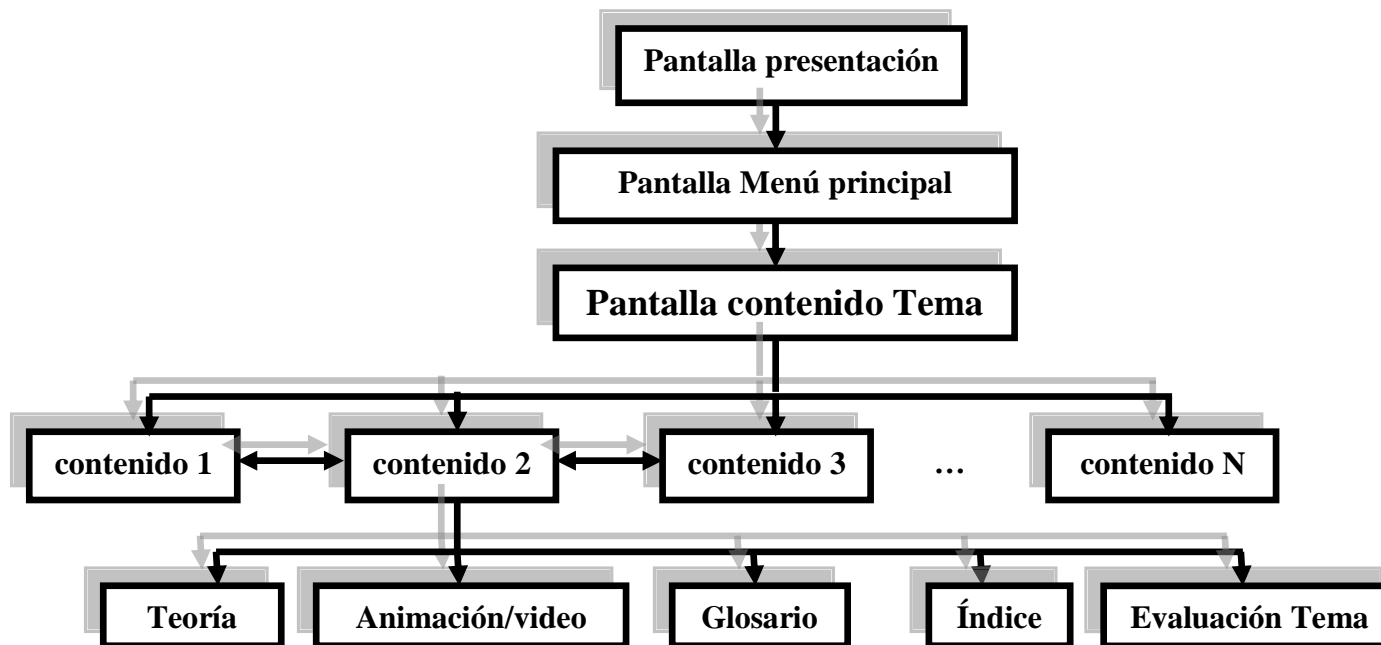 Pantalla presentación
Pantalla Menú principal
Pantalla contenido Tema
contenido 1
contenido 2
contenido 3
…
contenido N
Teoría
Animación/video
Glosario
Índice
Evaluación Tema